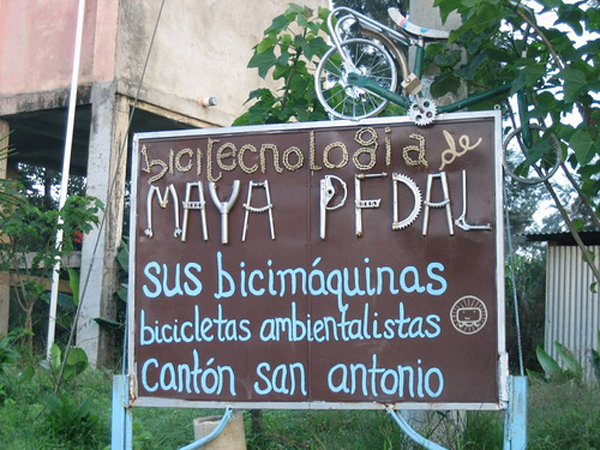 bicitecnologia de
MAYA PEDAL
sus bicimáquinas
bicicletas ambientalistas
cantón san antonio